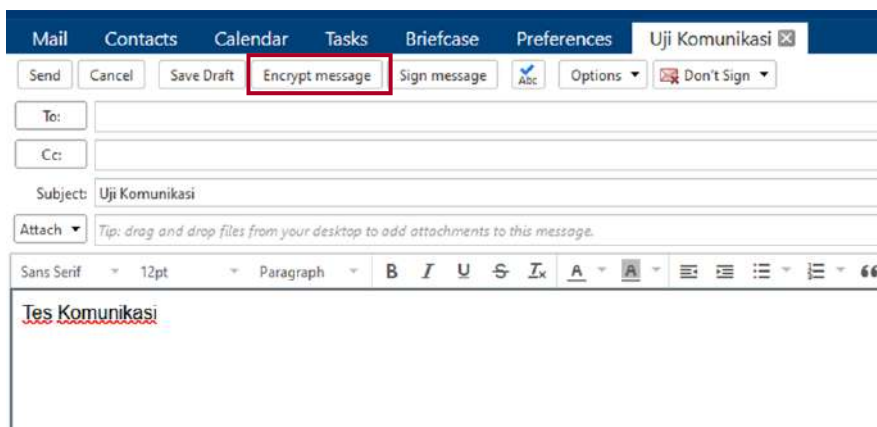 Mail Contacts Calendar Tasks Briefcase Preferences Uji Komunikasi
Send Cancel Save Draft Encrypt message Sign message Abc Options Don't Sign
To:
Cc:
Subject: Uji Komunikasi
Attach Tip: drag and drop files from your desktop to add attachments to this message.
Sans Serif 12pt Paragraph B I U S Tx A A
Tes Komunikasi